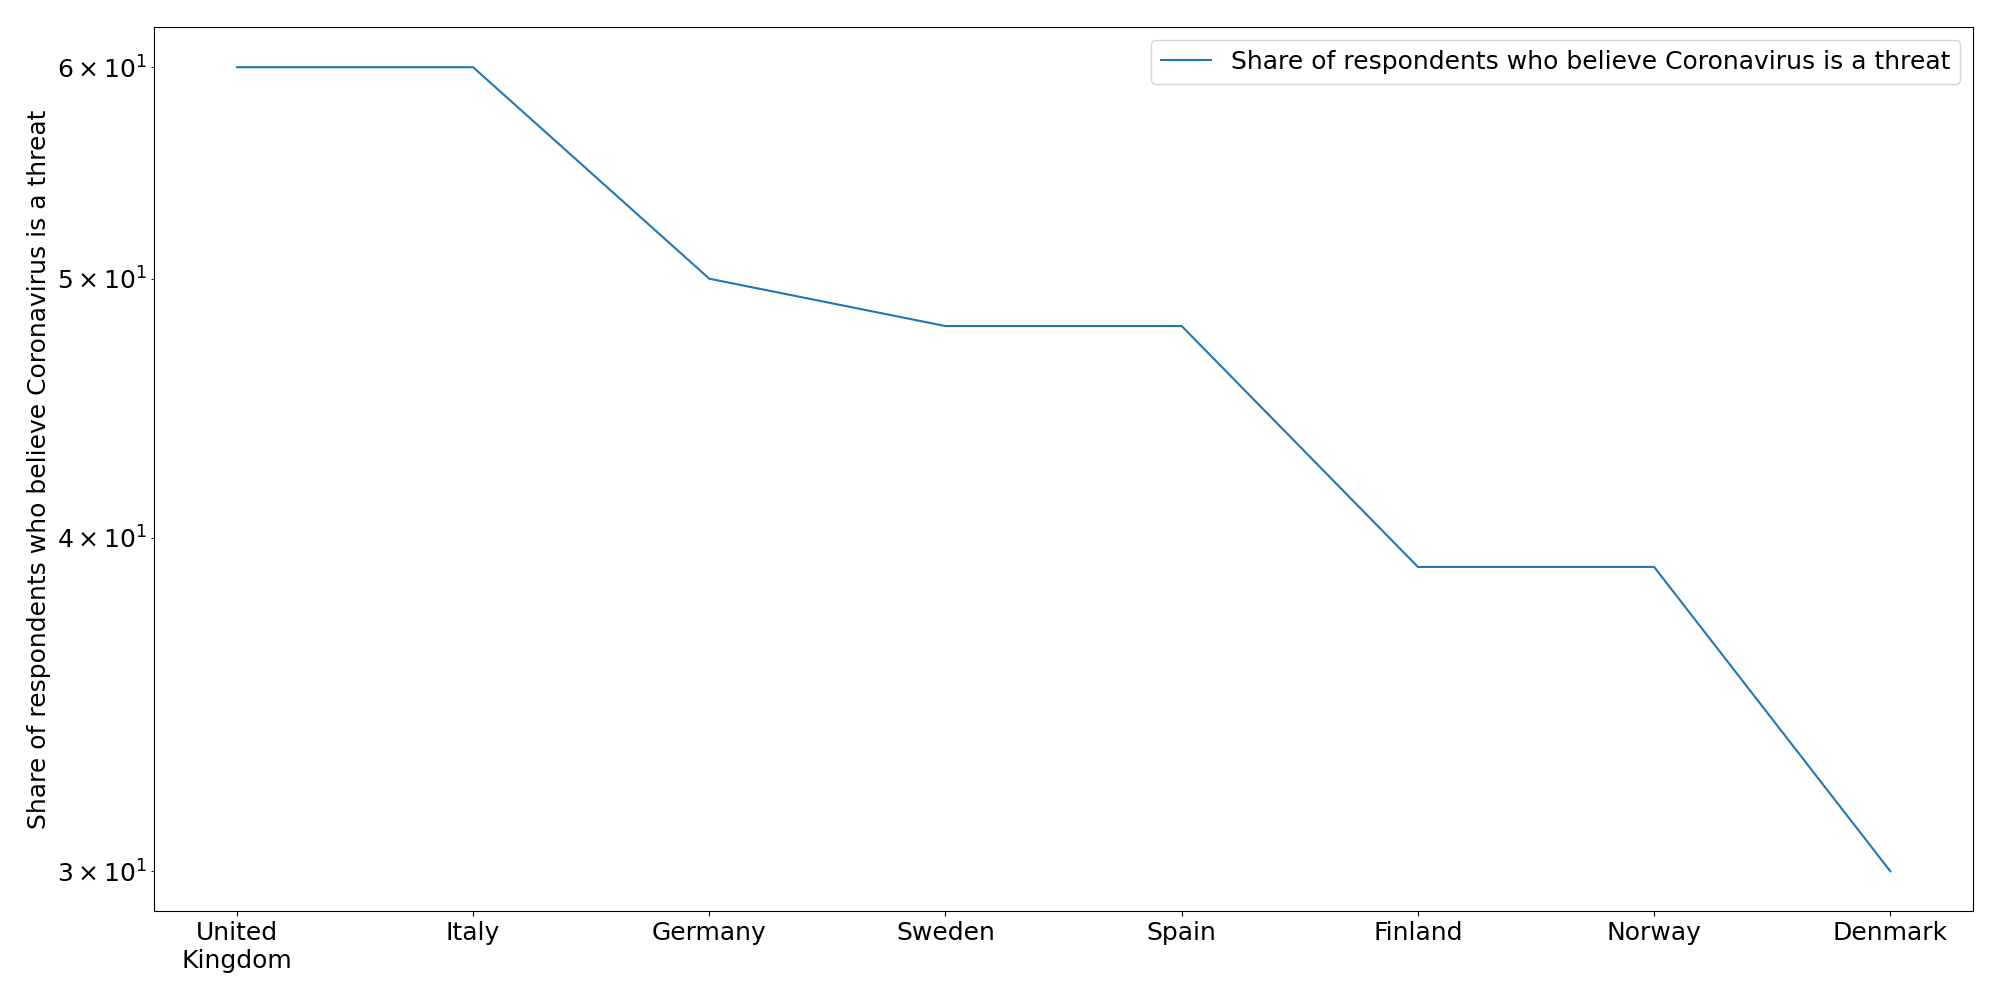 Share of respondents who believe Coronavirus is a threat
6 × 10¹
5 × 10¹
4 × 10¹
3 × 10¹
Share of respondents who believe Coronavirus is a threat
United
Kingdom
Italy
Germany
Sweden
Spain
Finland
Norway
Denmark